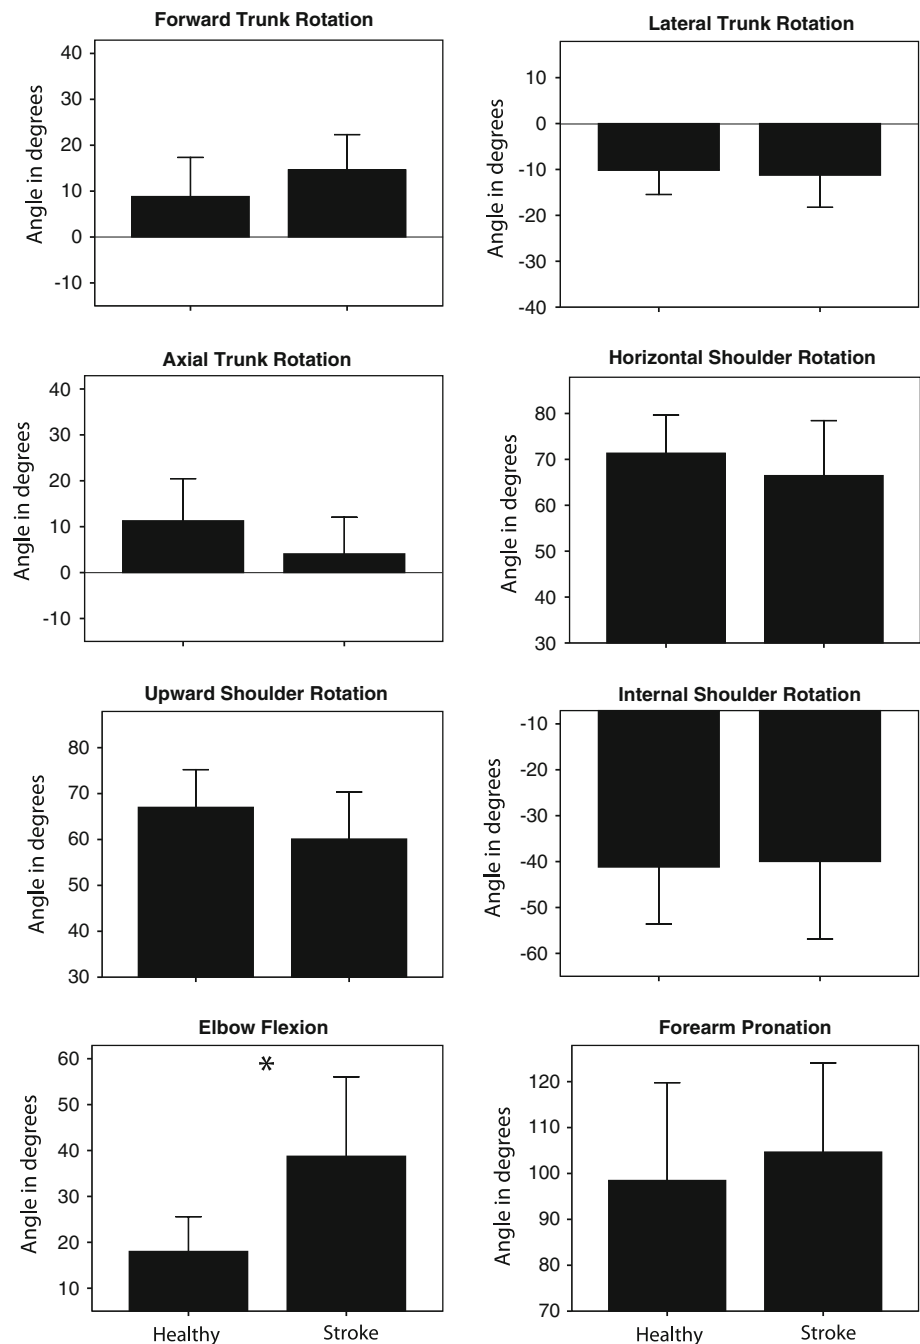 Forward Trunk Rotation
Angle in degrees
40
30
20
10
0
-10
Lateral Trunk Rotation
Angle in degrees
10
0
-10
-20
-30
-40
Axial Trunk Rotation
Angle in degrees
40
30
20
10
0
-10
Horizontal Shoulder Rotation
Angle in degrees
80
70
60
50
40
30
Upward Shoulder Rotation
Angle in degrees
80
70
60
50
40
30
Internal Shoulder Rotation
Angle in degrees
-10
-20
-30
-40
-50
-60
Elbow Flexion
Angle in degrees
60
50
40
30
20
10
*
Healthy Stroke
Forearm Pronation
Angle in degrees
120
110
100
90
80
70
Healthy Stroke